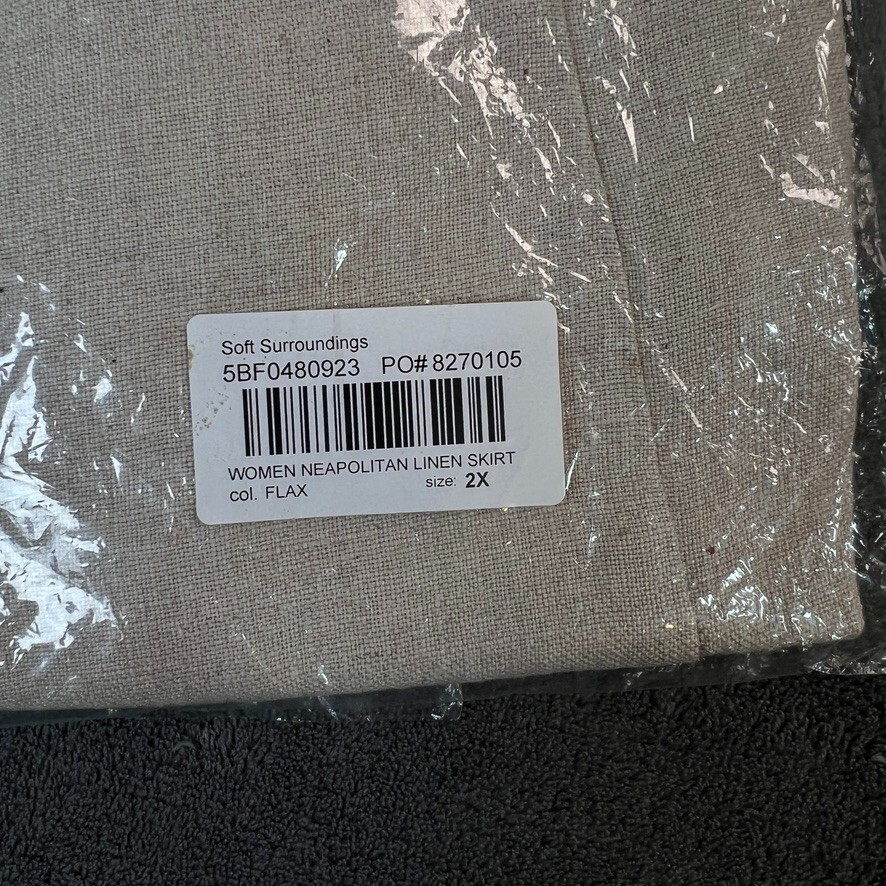 Soft Surroundings
5BF0480923 PO# 8270105
WOMEN NEAPOLITAN LINEN SKIRT
col. FLAX size: 2X